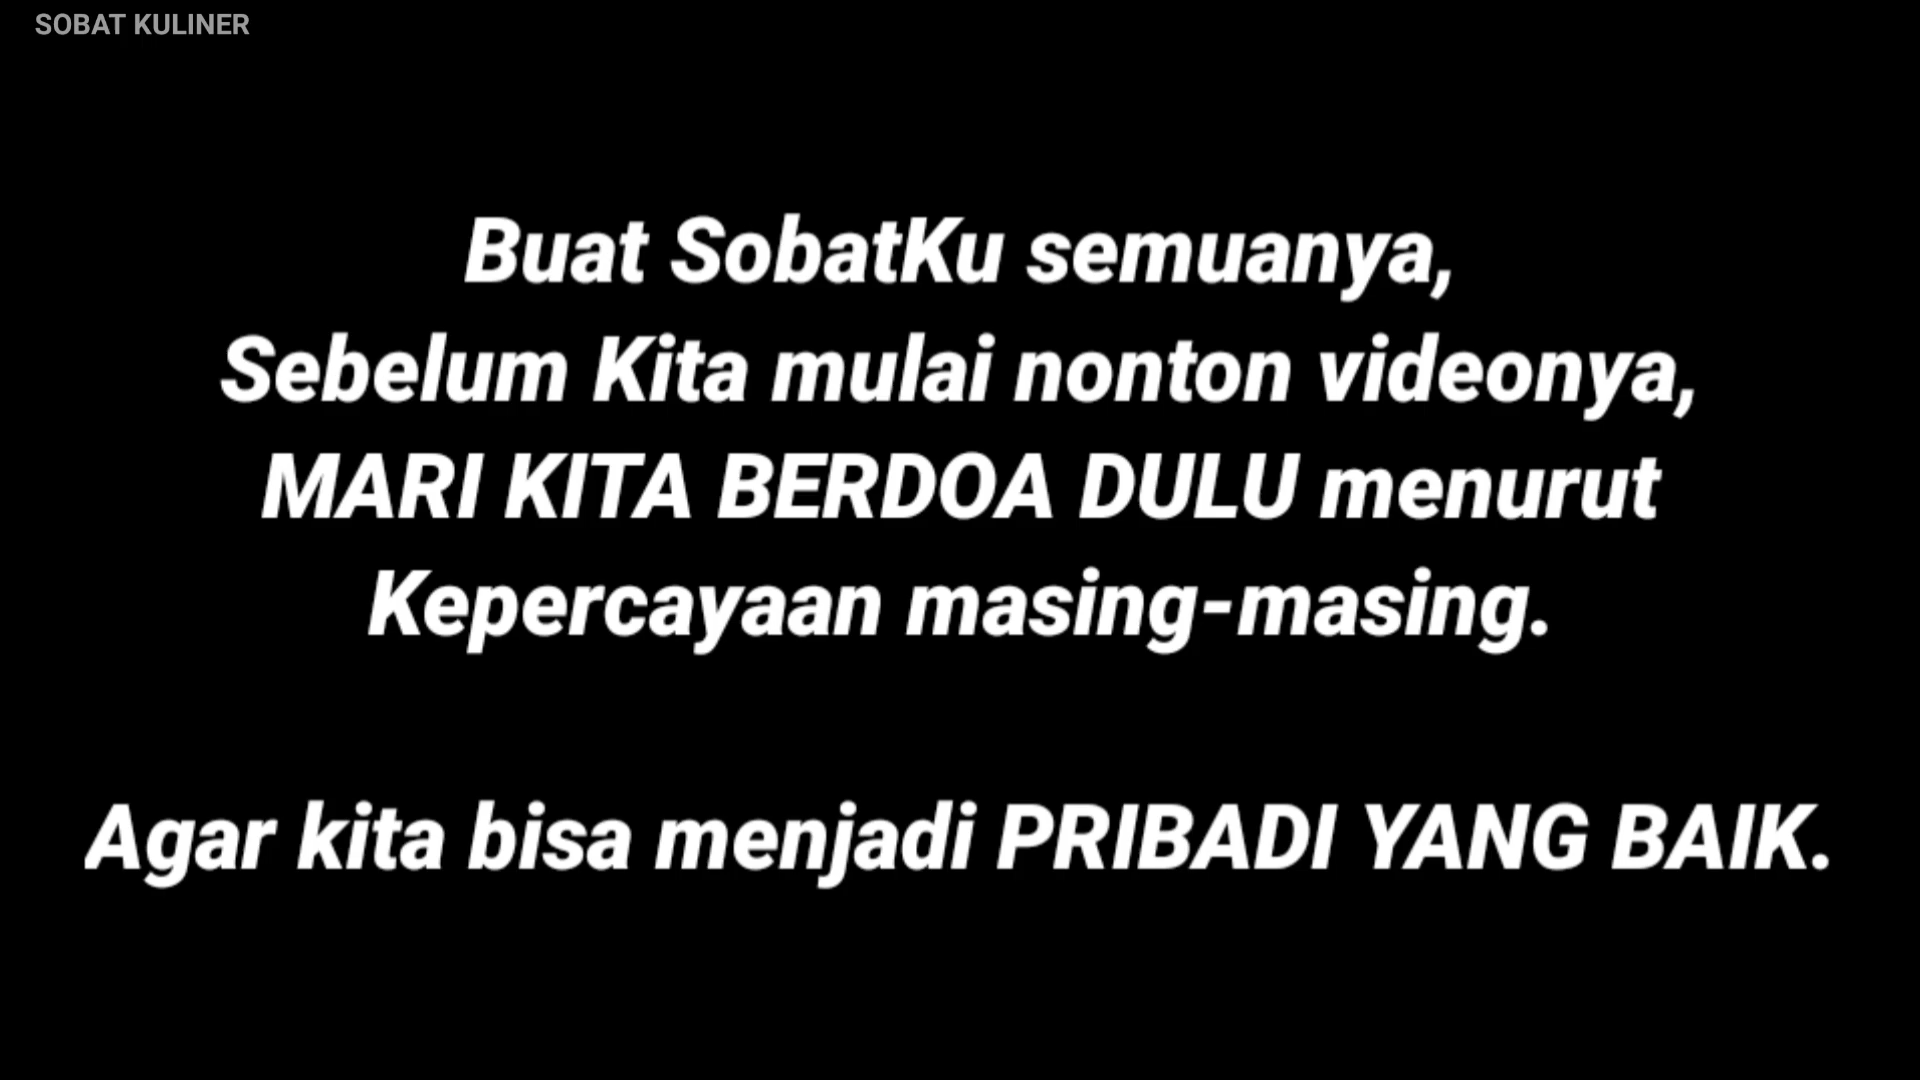 SOBAT KULINER
Buat SobatKu semuanya,
Sebelum Kita mulai nonton videonya,
MARI KITA BERDOA DULU menurut
Kepercayaan masing-masing.
Agar kita bisa menjadi PRIBADI YANG BAIK.